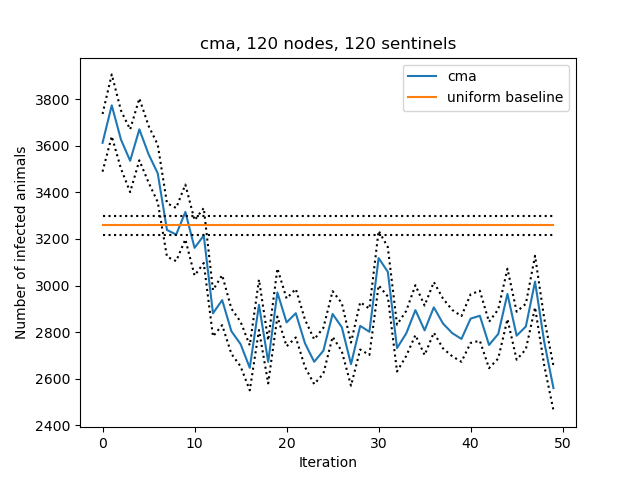 cma, 120 nodes, 120 sentinels
cma
uniform baseline
Number of infected animals
3800
3600
3400
3200
3000
2800
2600
2400
0 10 20 30 40 50
Iteration